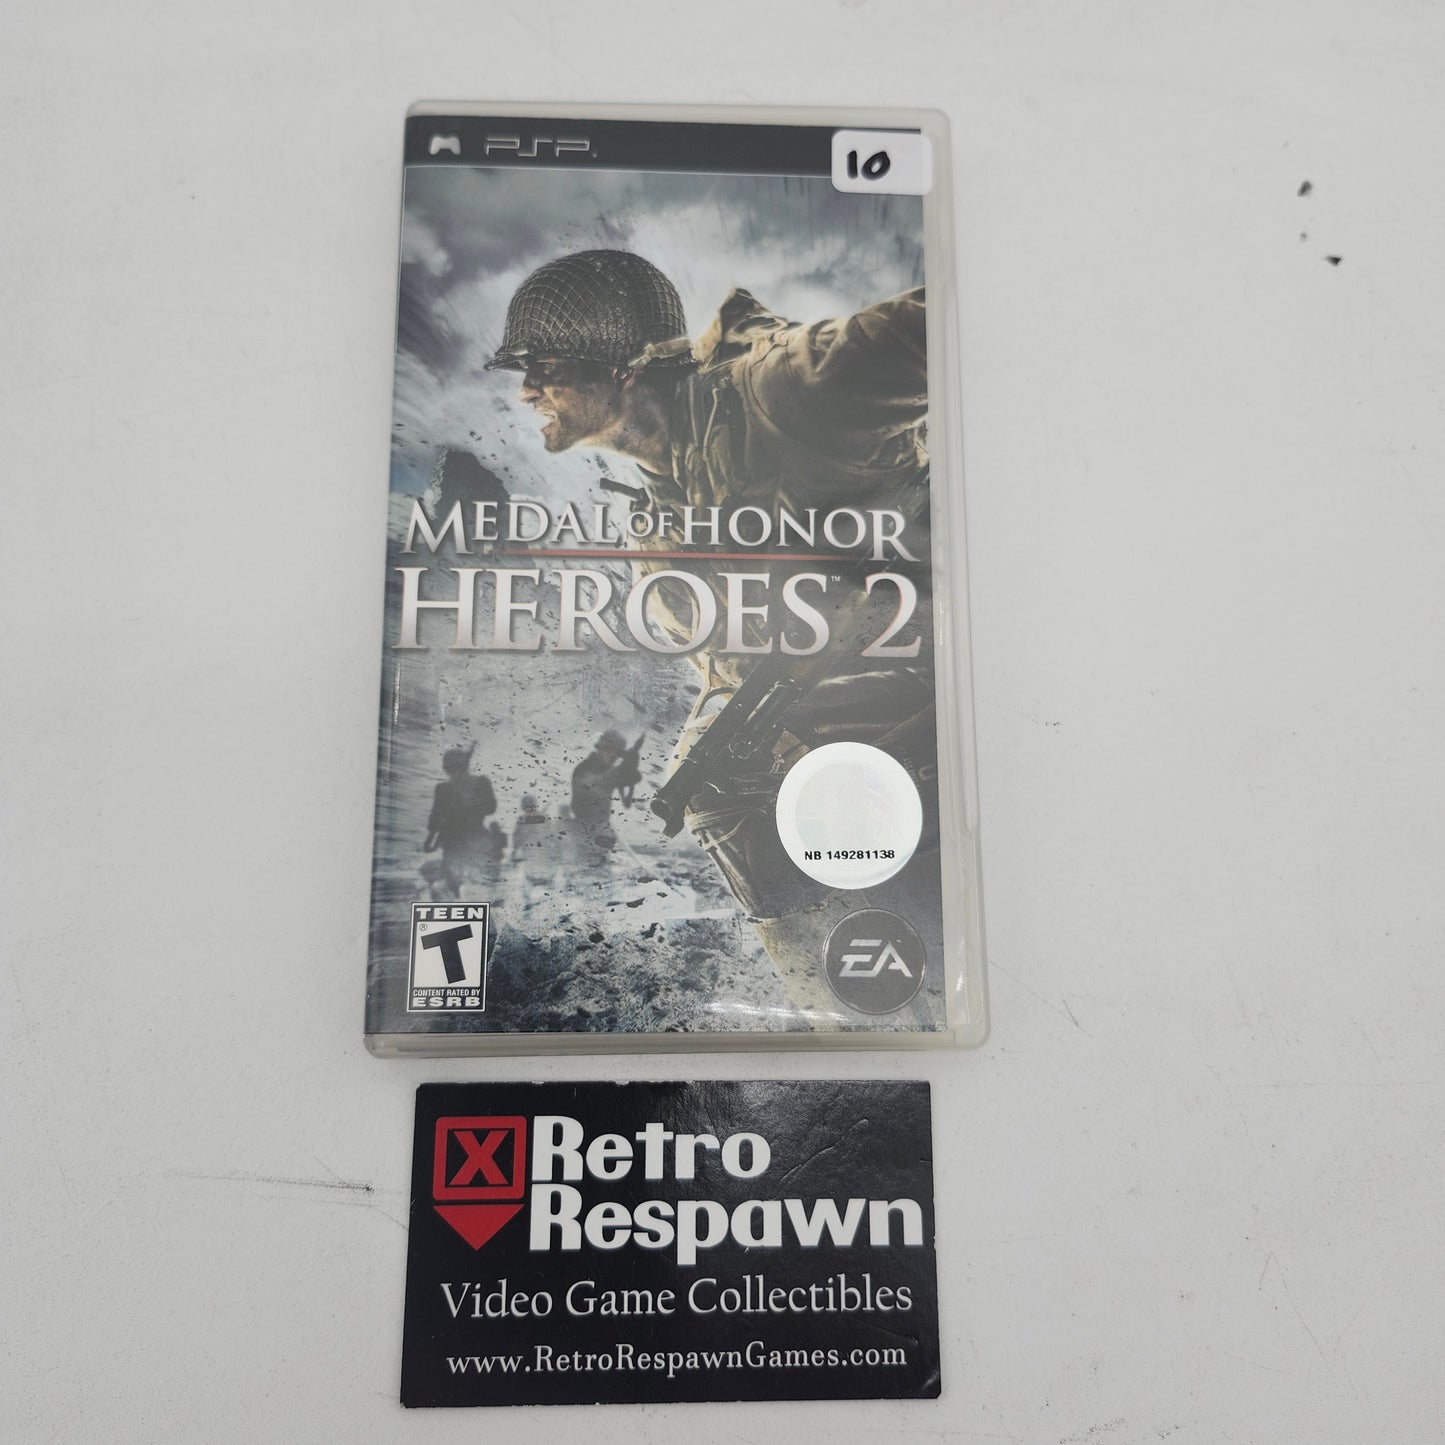 PSP
10
MEDAL OF HONOR
HEROES™ 2
NB 149281138
TEEN
T®
CONTENT RATED BY
ESRB
EA
X Retro
Respawn
Video Game Collectibles
www.RetroRespawnGames.com